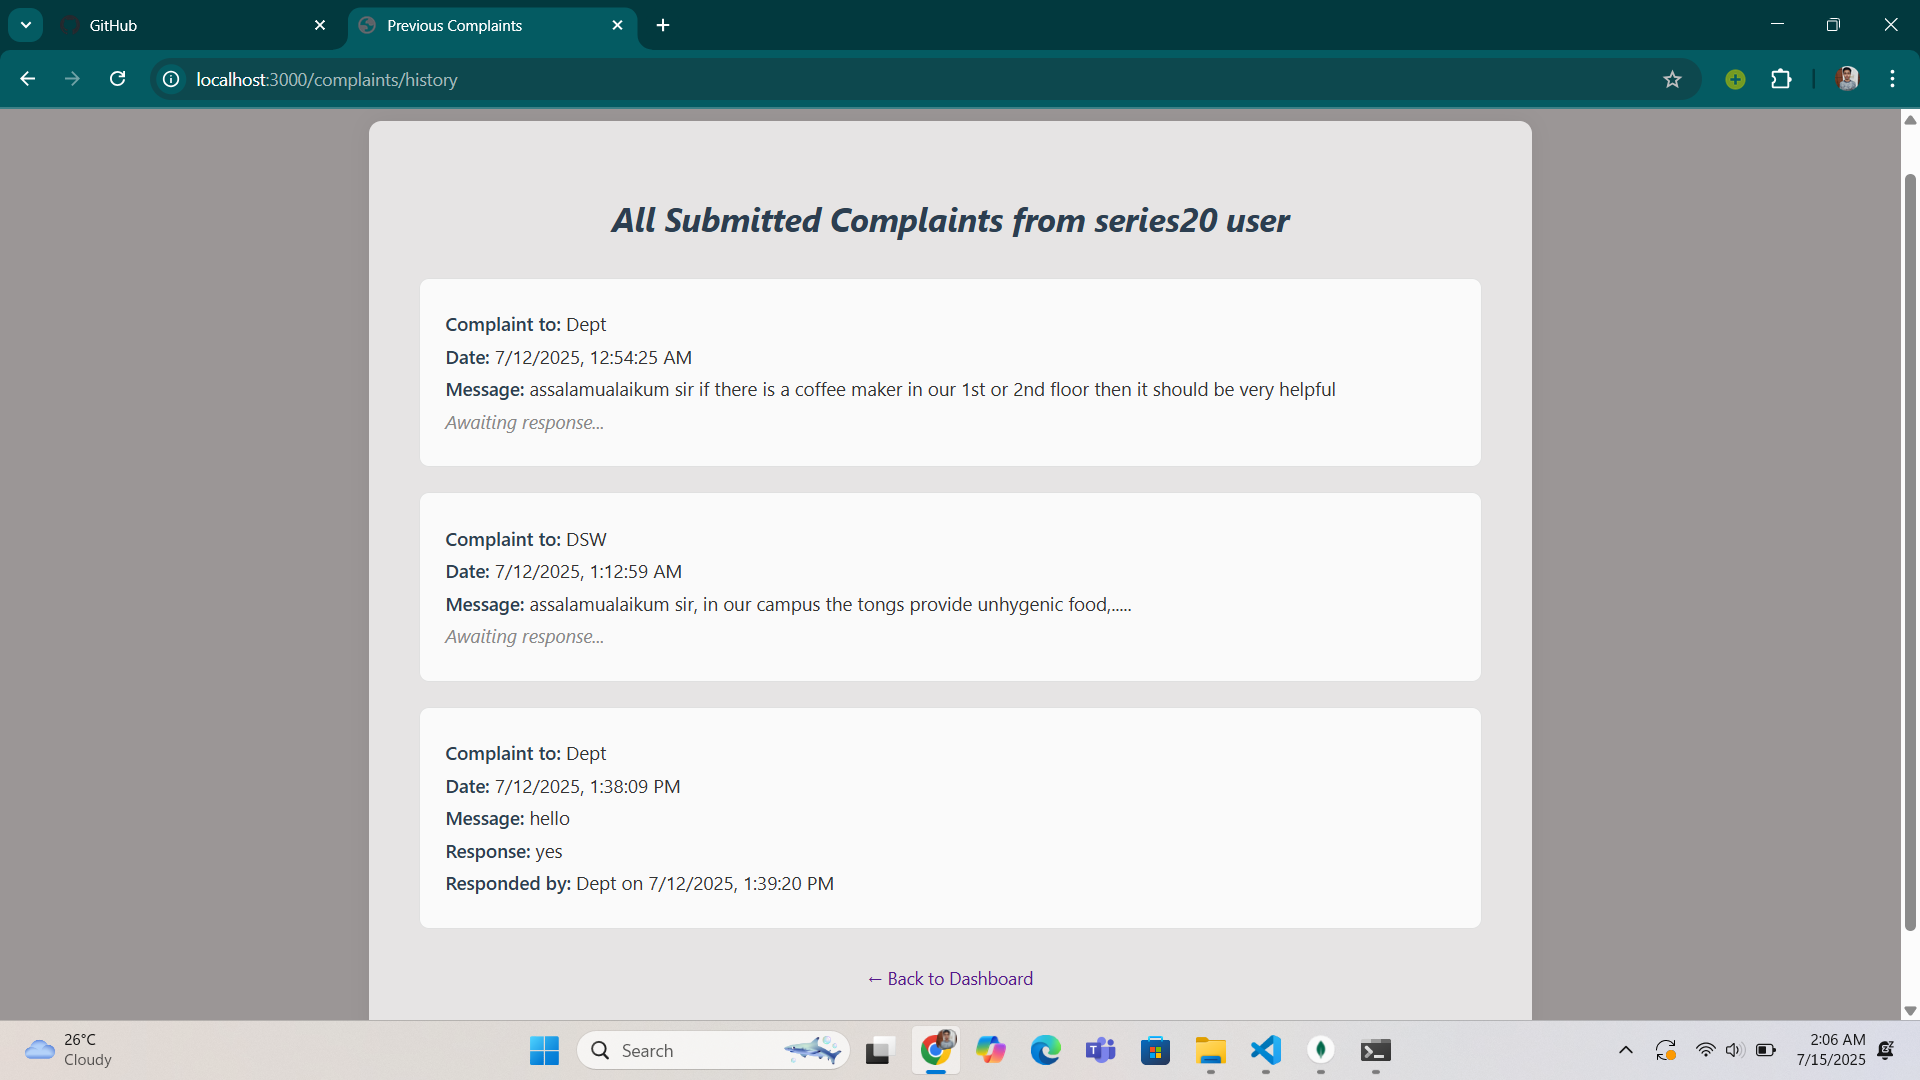 GitHub
Previous Complaints
localhost:3000/complaints/history
All Submitted Complaints from series20 user
Complaint to: Dept
Date: 7/12/2025, 12:54:25 AM
Message: assalamualaikum sir if there is a coffee maker in our 1st or 2nd floor then it should be very helpful
Awaiting response...
Complaint to: DSW
Date: 7/12/2025, 1:12:59 AM
Message: assalamualaikum sir, in our campus the tongs provide unhygenic food,.....
Awaiting response...
Complaint to: Dept
Date: 7/12/2025, 1:38:09 PM
Message: hello
Response: yes
Responded by: Dept on 7/12/2025, 1:39:20 PM
← Back to Dashboard
26°C
Cloudy
Search
2:06 AM
7/15/2025